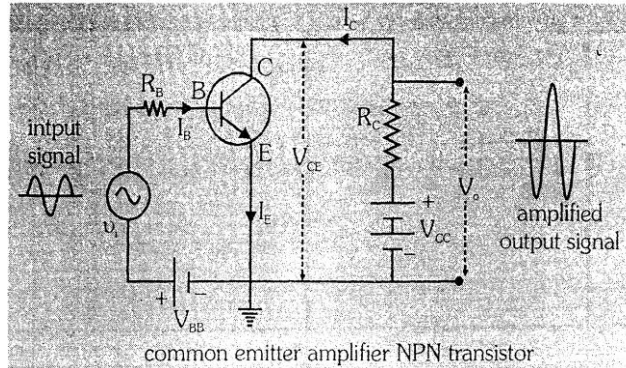 I_C
C
R_B
B
I_B
intput
signal
υ_s
E
I_E
V_CE
R_C
+
V_CC
−
V_o
amplified
output signal
+
−
V_BB
common emitter amplifier NPN transistor